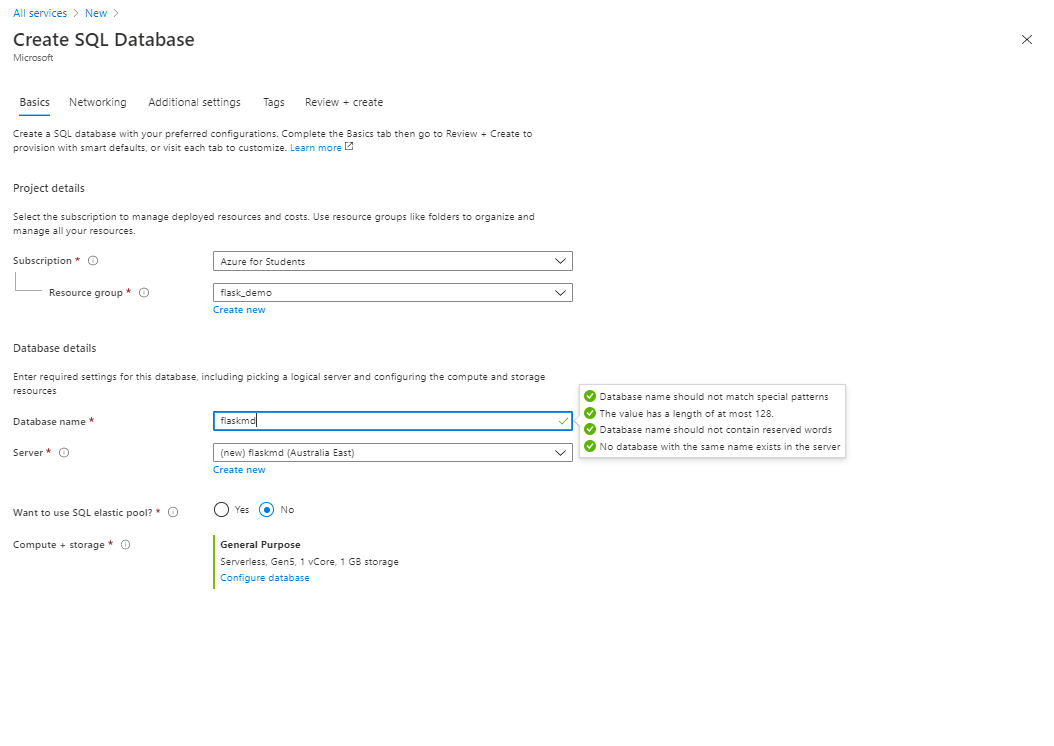 All services > New >
Create SQL Database
Microsoft
Basics Networking Additional settings Tags Review + create
Create a SQL database with your preferred configurations. Complete the Basics tab then go to Review + Create to
provision with smart defaults, or visit each tab to customize. Learn more
Project details
Select the subscription to manage deployed resources and costs. Use resource groups like folders to organize and
manage all your resources.
Subscription * Azure for Students
Resource group * flask_demo
Create new
Database details
Enter required settings for this database, including picking a logical server and configuring the compute and storage
resources
Database name * flaskmd
Database name should not match special patterns
The value has a length of at most 128.
Database name should not contain reserved words
No database with the same name exists in the server
Server * (new) flaskmd (Australia East)
Create new
Want to use SQL elastic pool? * Yes No
Compute + storage * General Purpose
Serverless, Gen5, 1 vCore, 1 GB storage
Configure database